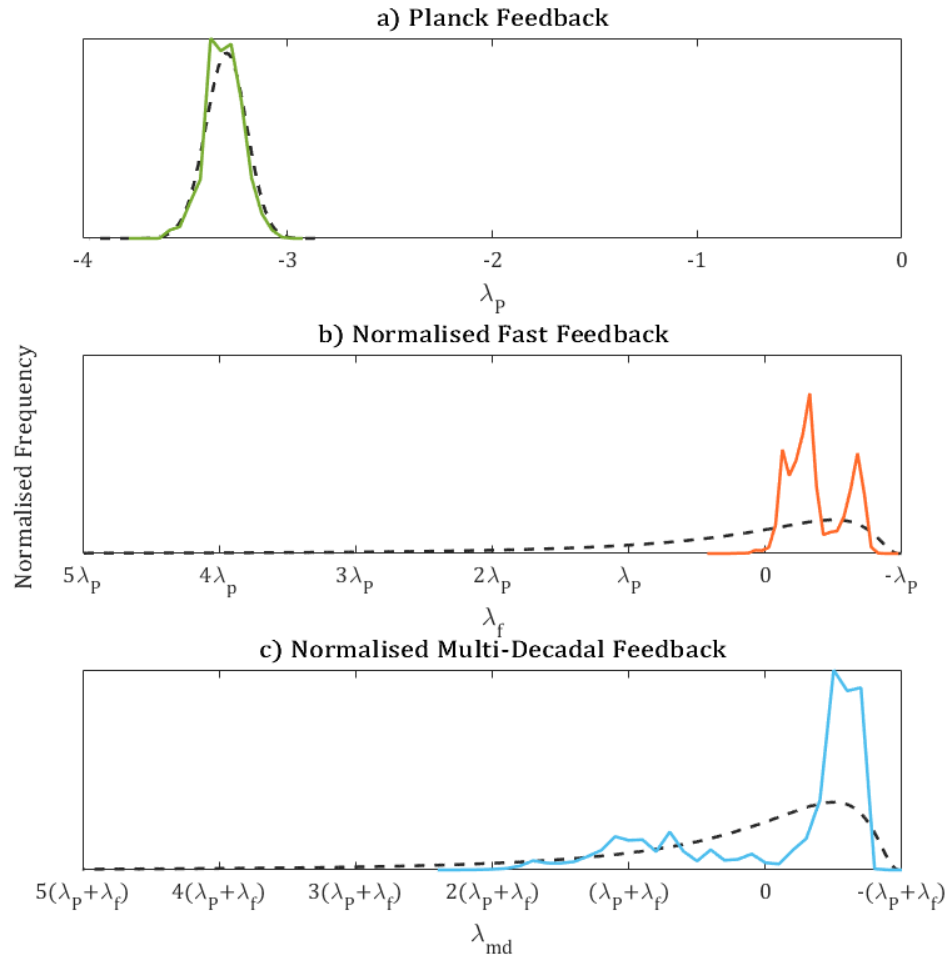 a) Planck Feedback
-4 -3 -2 -1 0
λP
b) Normalised Fast Feedback
Normalised Frequency
5λP 4λp 3λP 2λP λP 0 -λP
λf
c) Normalised Multi-Decadal Feedback
5(λP+λf) 4(λP+λf) 3(λP+λf) 2(λP+λf) (λP+λf) 0 -(λP+λf)
λmd